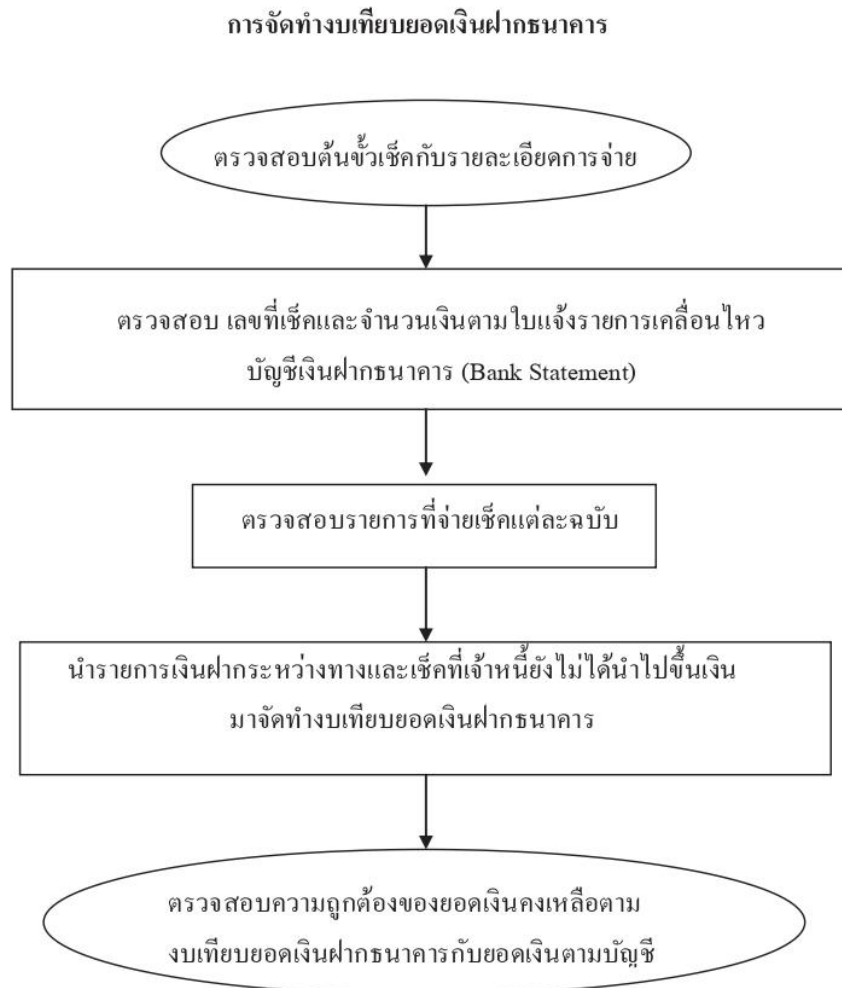 การจัดทำงบเทียบยอดเงินฝากธนาคาร
ตรวจสอบต้นขั้วเช็คกับรายละเอียดการจ่าย
ตรวจสอบ เลขที่เช็คและจำนวนเงินตามใบแจ้งรายการเคลื่อนไหว
บัญชีเงินฝากธนาคาร (Bank Statement)
ตรวจสอบรายการที่จ่ายเช็คแต่ละฉบับ
นำรายการเงินฝากระหว่างทางและเช็คที่เจ้าหนี้ยังไม่ได้นำไปขึ้นเงิน
มาจัดทำงบเทียบยอดเงินฝากธนาคาร
ตรวจสอบความถูกต้องของยอดเงินคงเหลือตาม
งบเทียบยอดเงินฝากธนาคารกับยอดเงินตามบัญชี